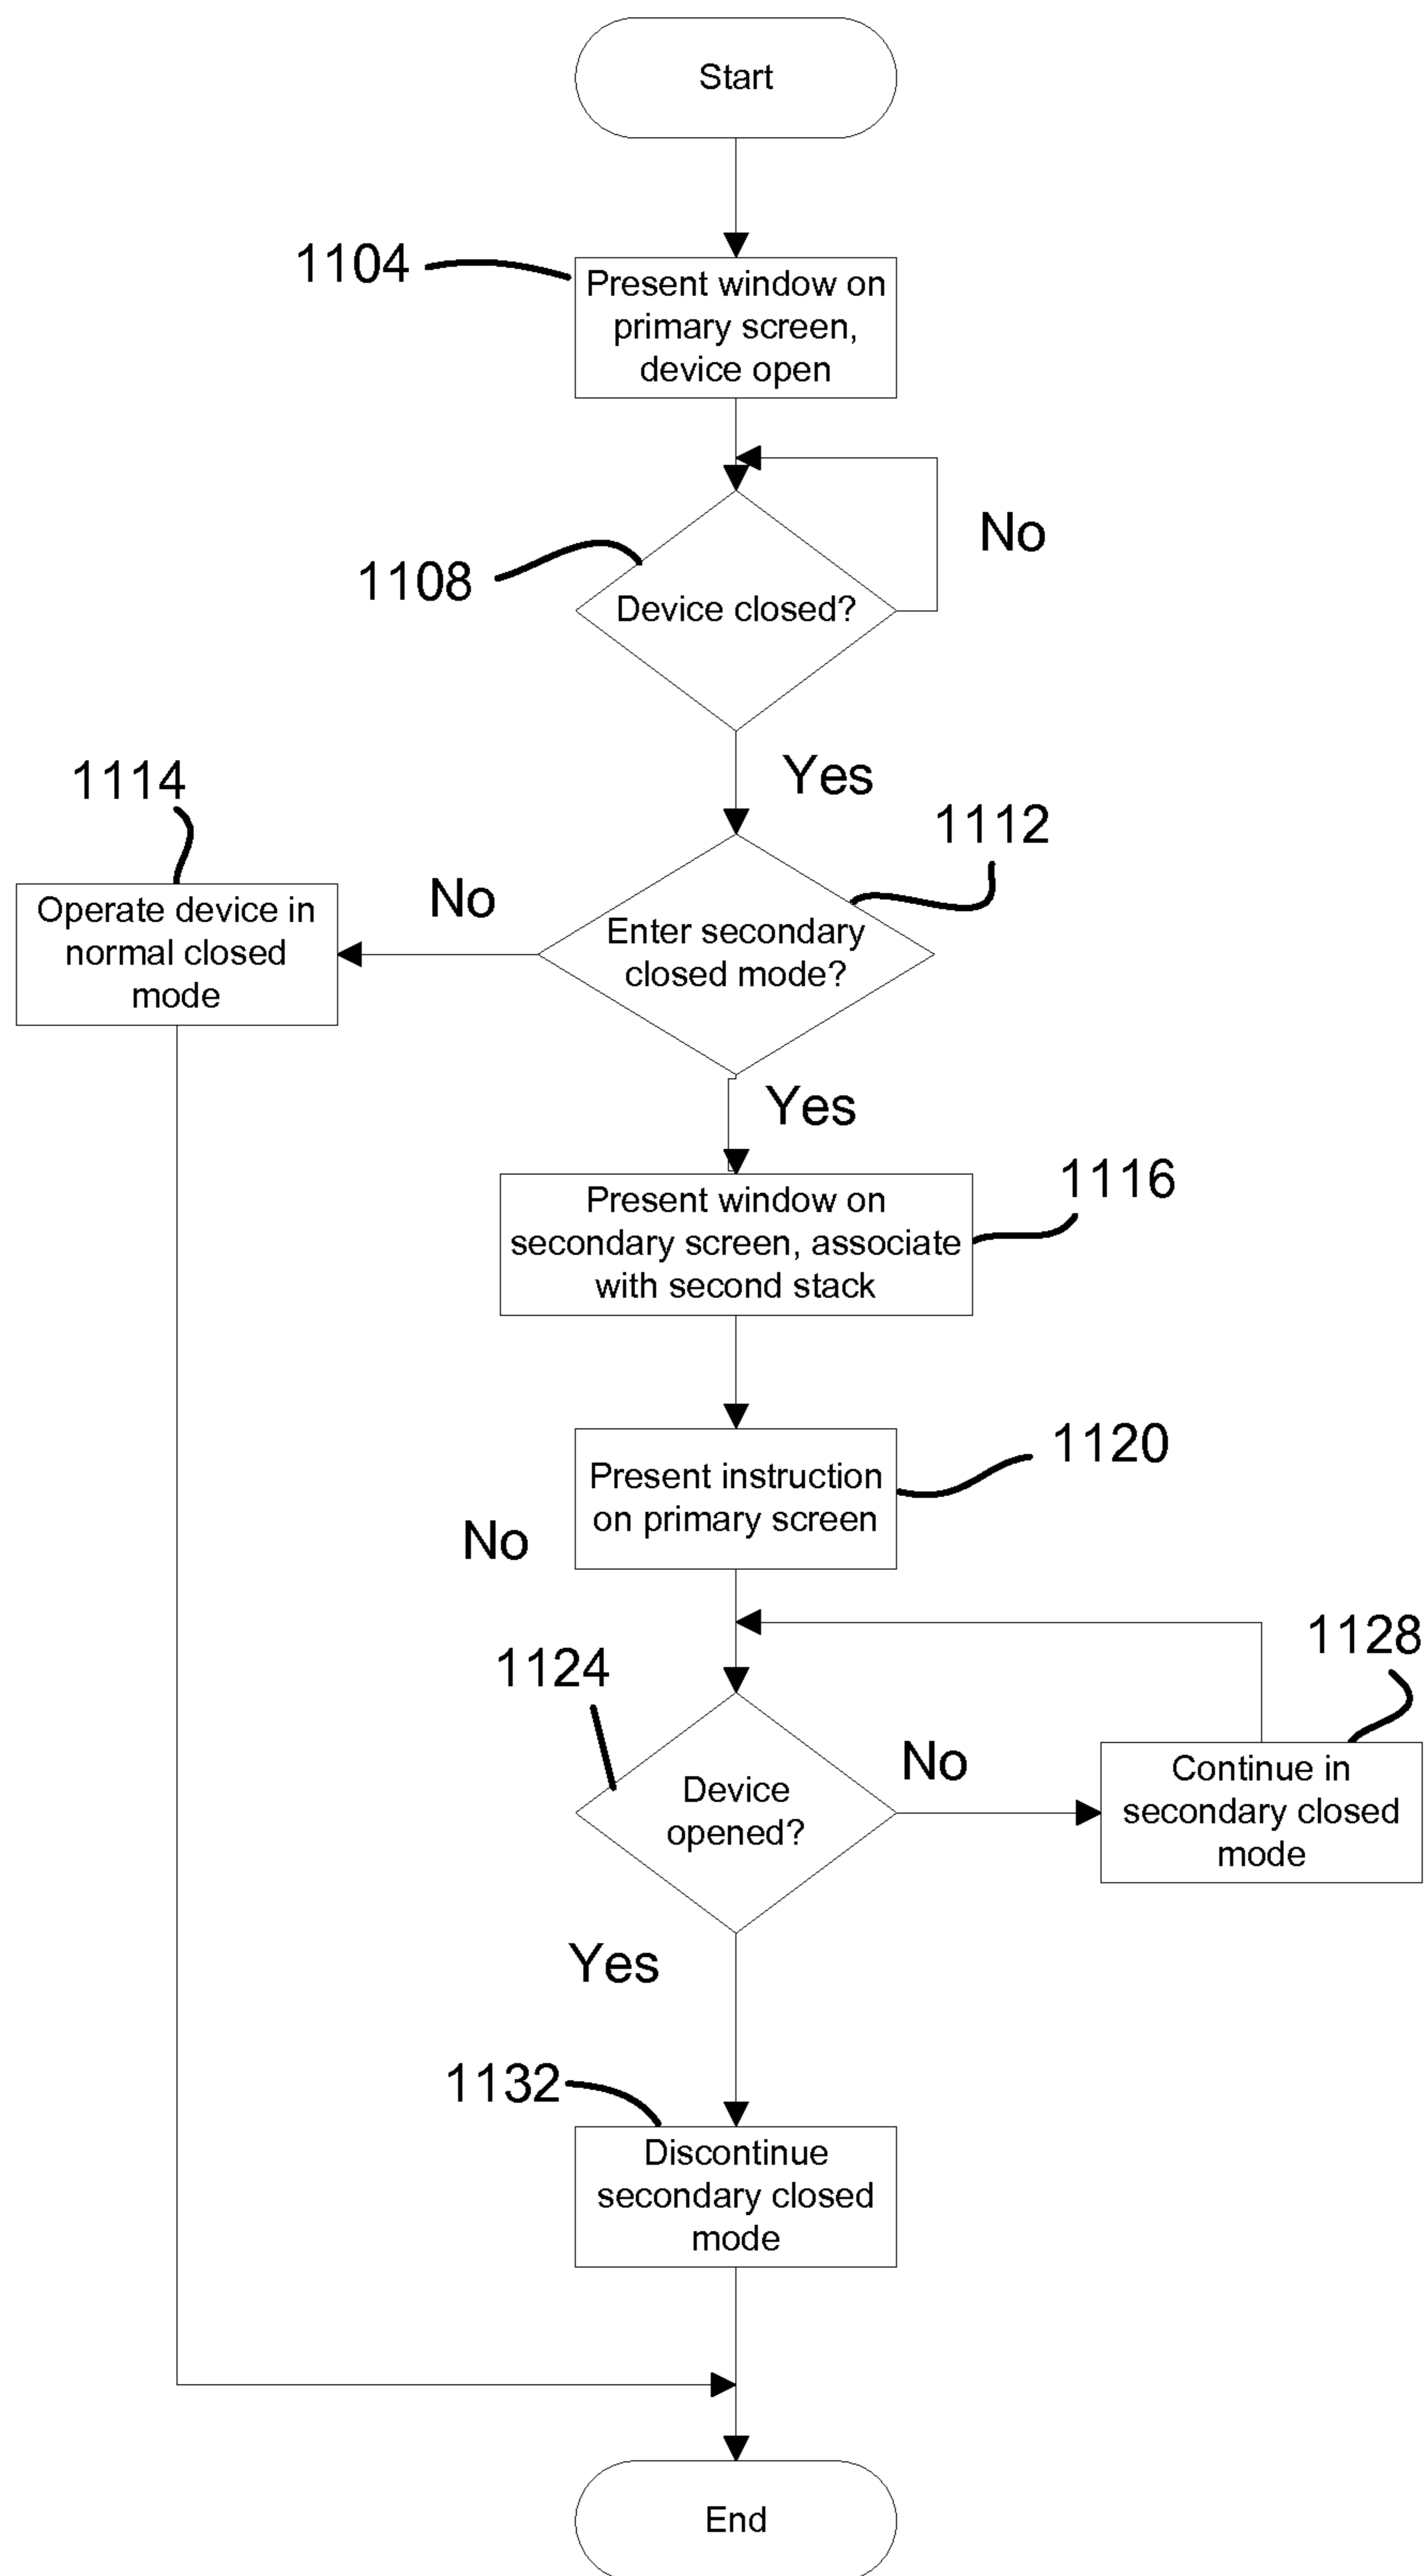 Start
1104
Present window on
primary screen,
device open
No
1108
Device closed?
Yes
1114
1112
Operate device in
normal closed
mode
No
Enter secondary
closed mode?
Yes
1116
Present window on
secondary screen, associate
with second stack
1120
Present instruction
on primary screen
No
1128
1124
Device
opened?
No
Continue in
secondary closed
mode
Yes
1132
Discontinue
secondary closed
mode
End